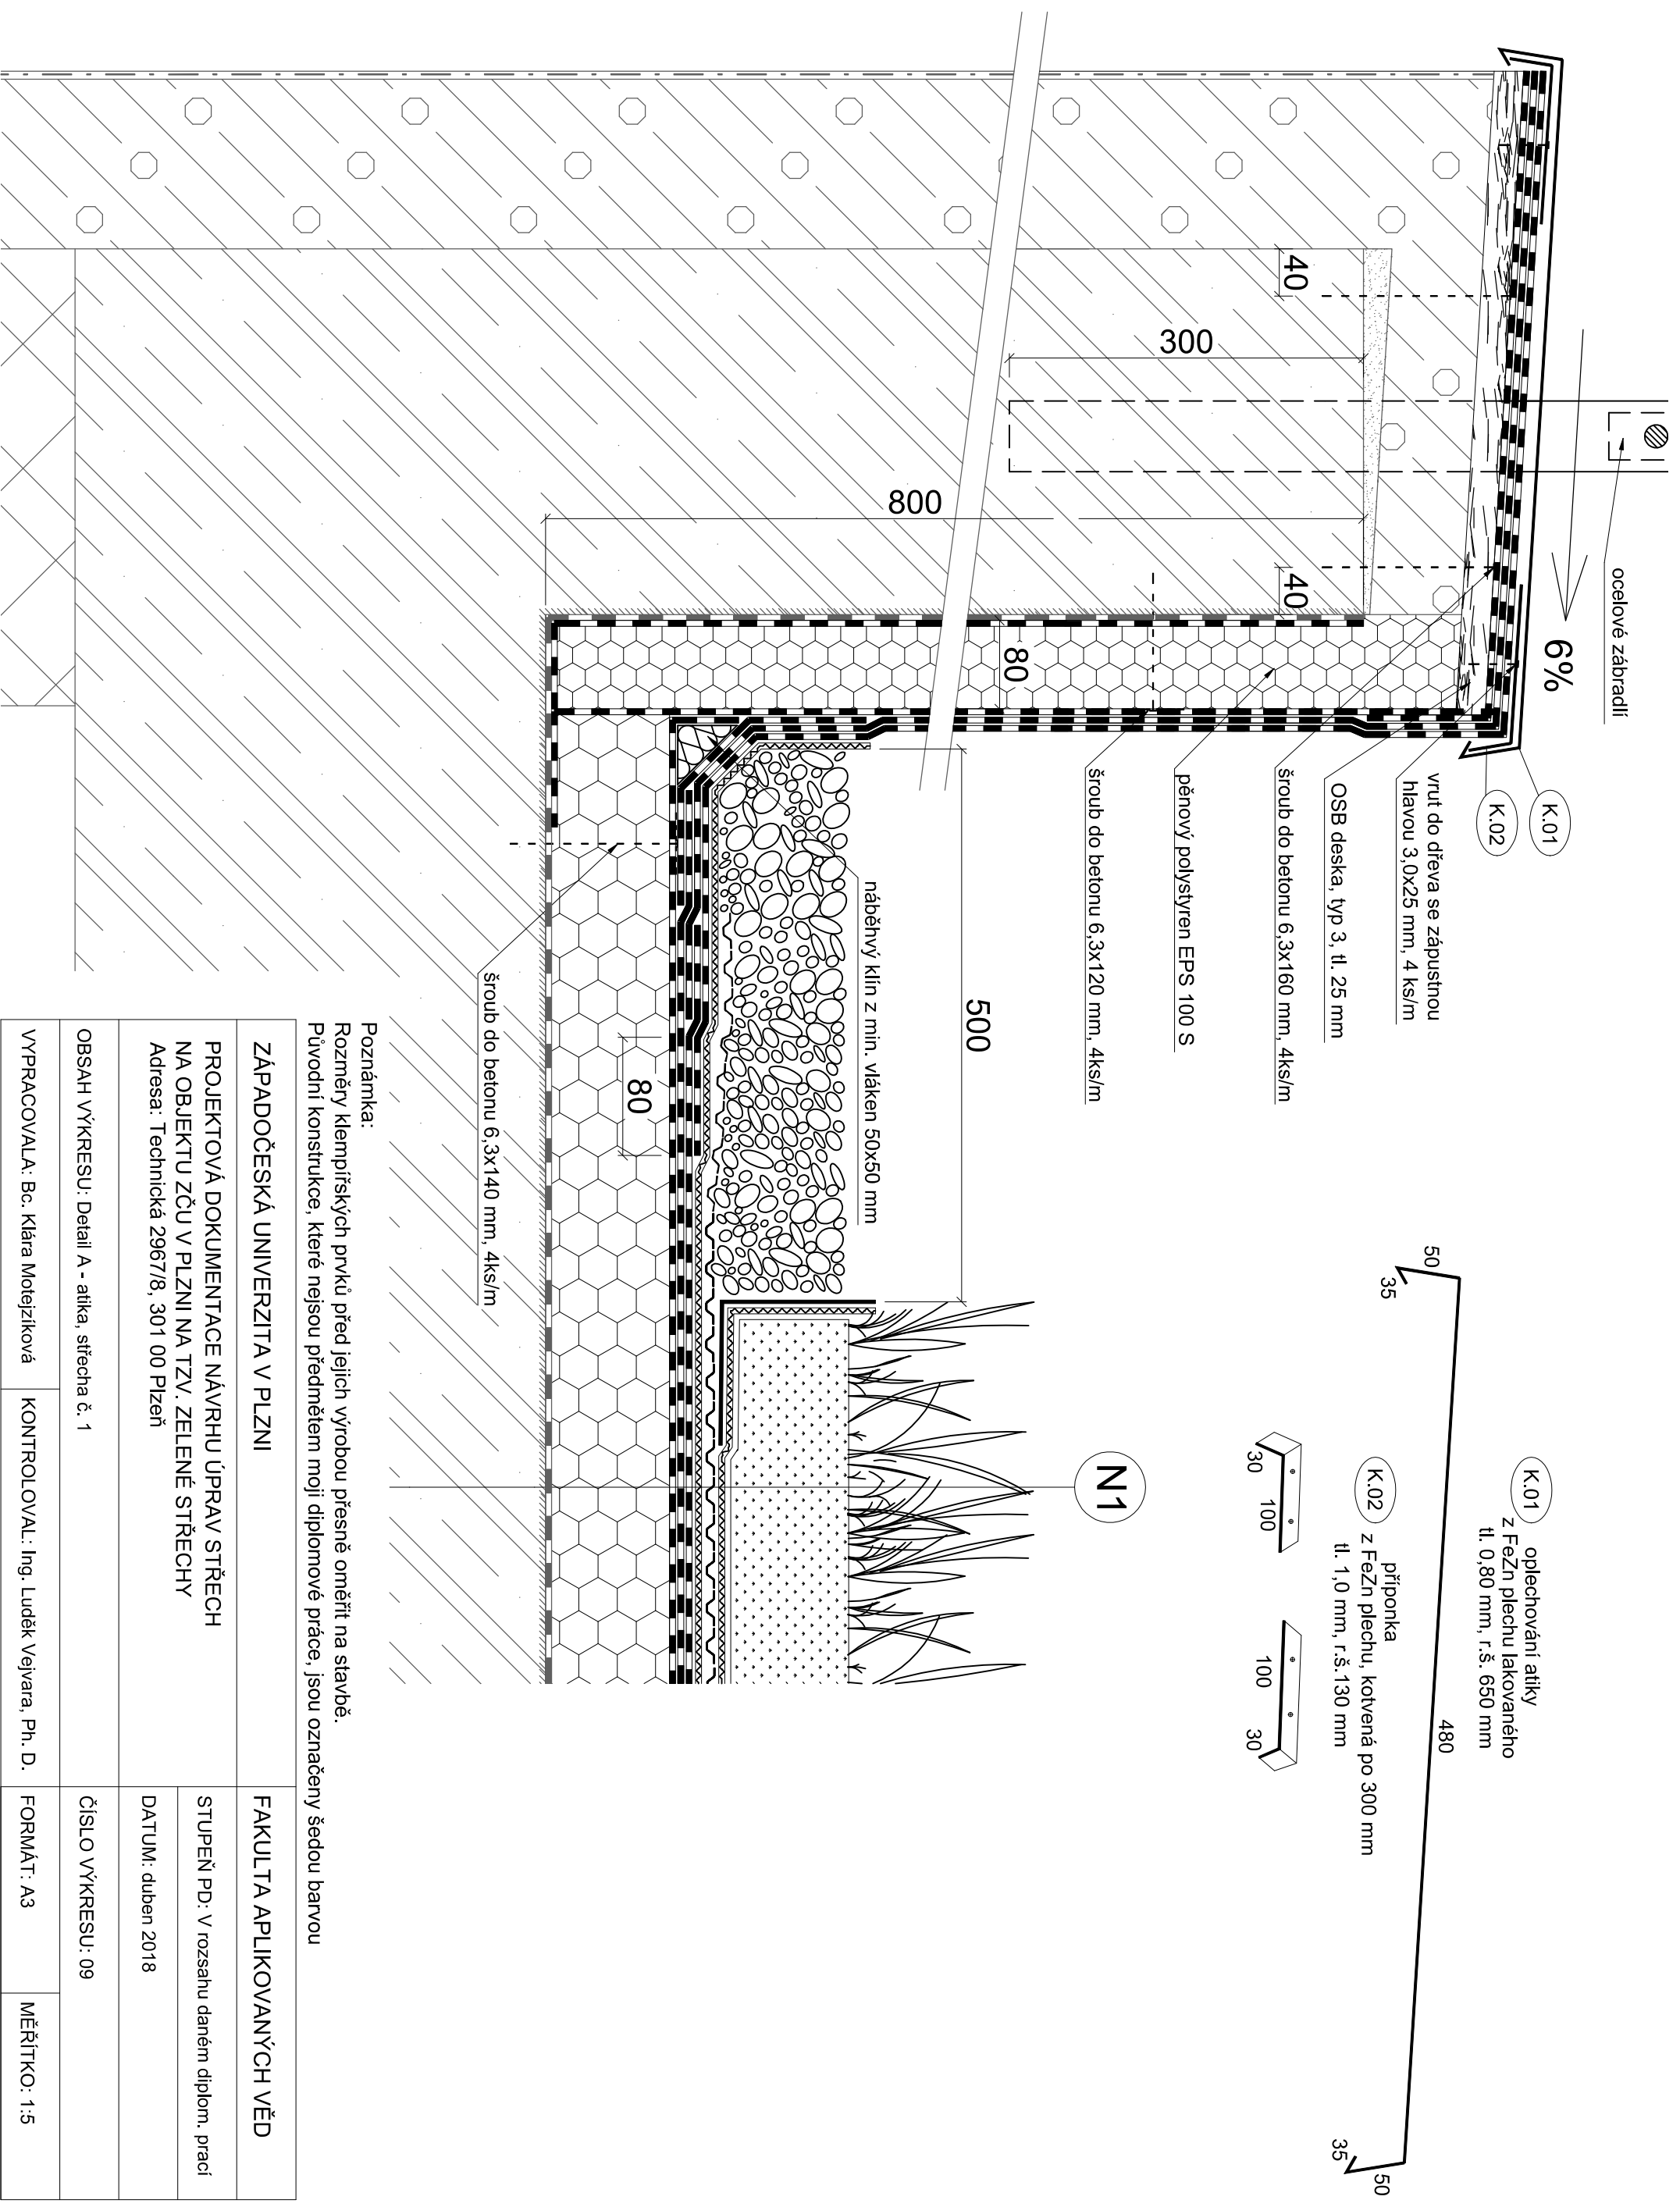 ocelové zábradlí
6%
K.01
K.02
vrut do dřeva se zápustnou
hlavou 3,0x25 mm, 4 ks/m
OSB deska, typ 3, tl. 25 mm
šroub do betonu 6,3x160 mm, 4ks/m
pěnový polystyren EPS 100 S
šroub do betonu 6,3x120 mm, 4ks/m
40
300
800
40
80
500
náběhvý klín z min. vláken 50x50 mm
80
šroub do betonu 6,3x140 mm, 4ks/m
N1
K.01
oplechování atiky
z FeZn plechu lakovaného
tl. 0,80 mm, r.š. 650 mm
50
35
480
35
50
K.02
příponka
z FeZn plechu, kotvená po 300 mm
tl. 1,0 mm, r.š.130 mm
30
100
100
30
Poznámka:
Rozměry klempířských prvků před jejich výrobou přesně oměřit na stavbě.
Původní konstrukce, které nejsou předmětem moji diplomové práce, jsou označeny šedou barvou
ZÁPADOČESKÁ UNIVERZITA V PLZNI
FAKULTA APLIKOVANÝCH VĚD
PROJEKTOVÁ DOKUMENTACE NÁVRHU ÚPRAV STŘECH
NA OBJEKTU ZČU V PLZNI NA TZV. ZELENÉ STŘECHY
Adresa: Technická 2967/8, 301 00 Plzeň
STUPEŇ PD: V rozsahu daném diplom. prací
DATUM: duben 2018
OBSAH VÝKRESU: Detail A - atika, střecha č. 1
ČÍSLO VÝKRESU: 09
VYPRACOVALA: Bc. Klára Motejzíková
KONTROLOVAL: Ing. Luděk Vejvara, Ph. D.
FORMÁT: A3
MĚŘÍTKO: 1:5